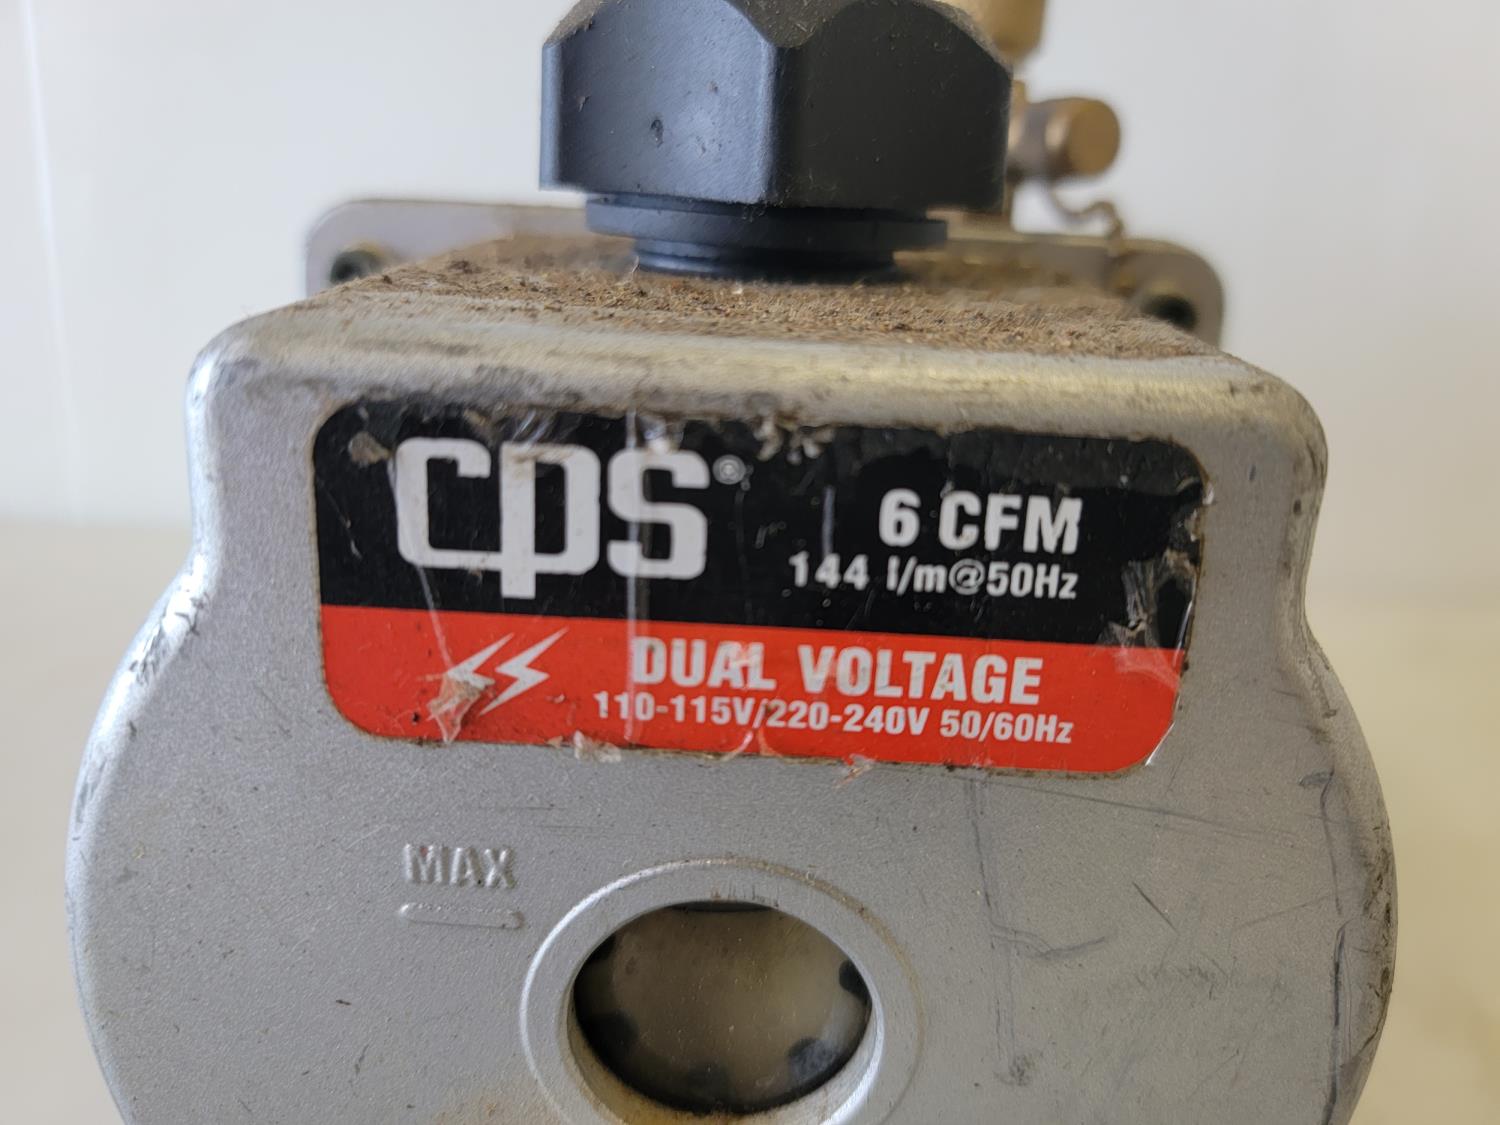 cps®
6 CFM
144 l/m@50Hz
DUAL VOLTAGE
110-115V/220-240V 50/60Hz
MAX